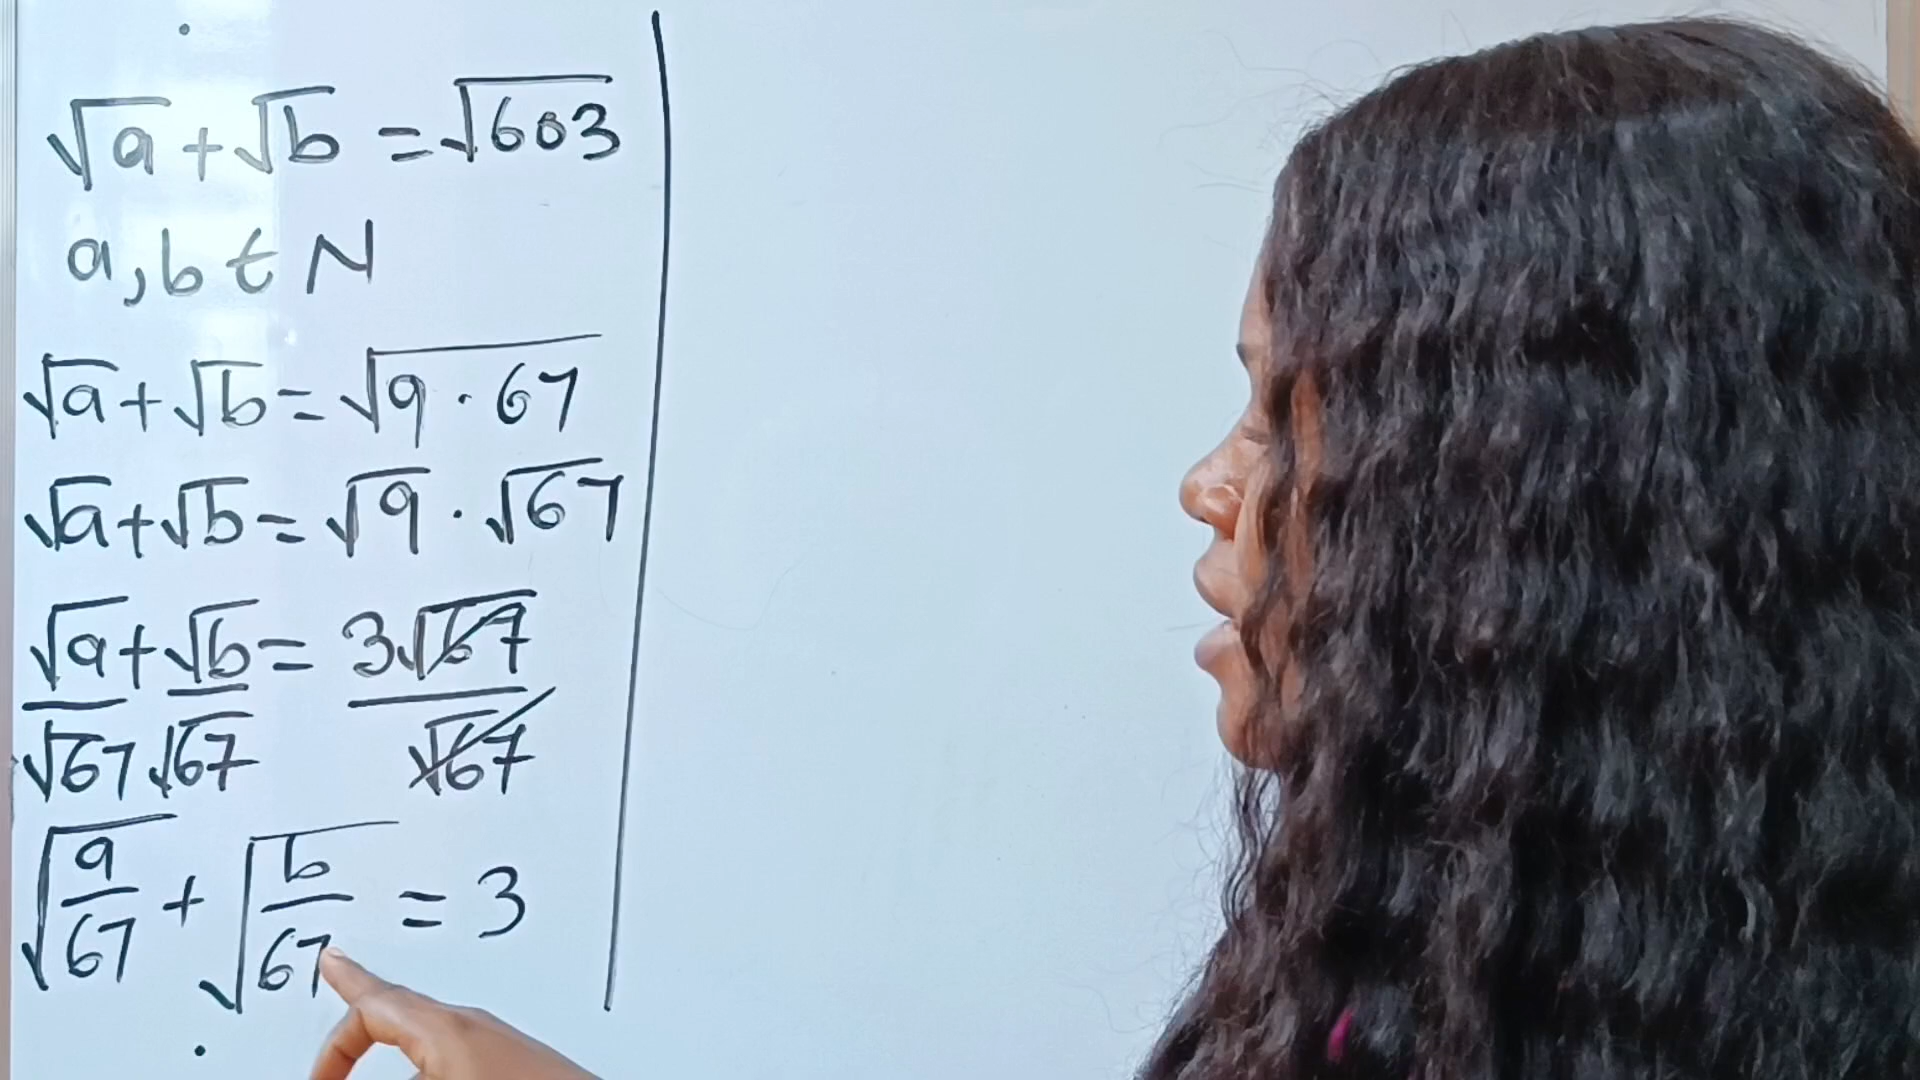 √a + √b = √603
a, b ∈ N
√a + √b = √9 · 67
√a + √b = √9 · √67
√a + √b = 3√67
√67 √67 √67
√a/67 + √b/67 = 3